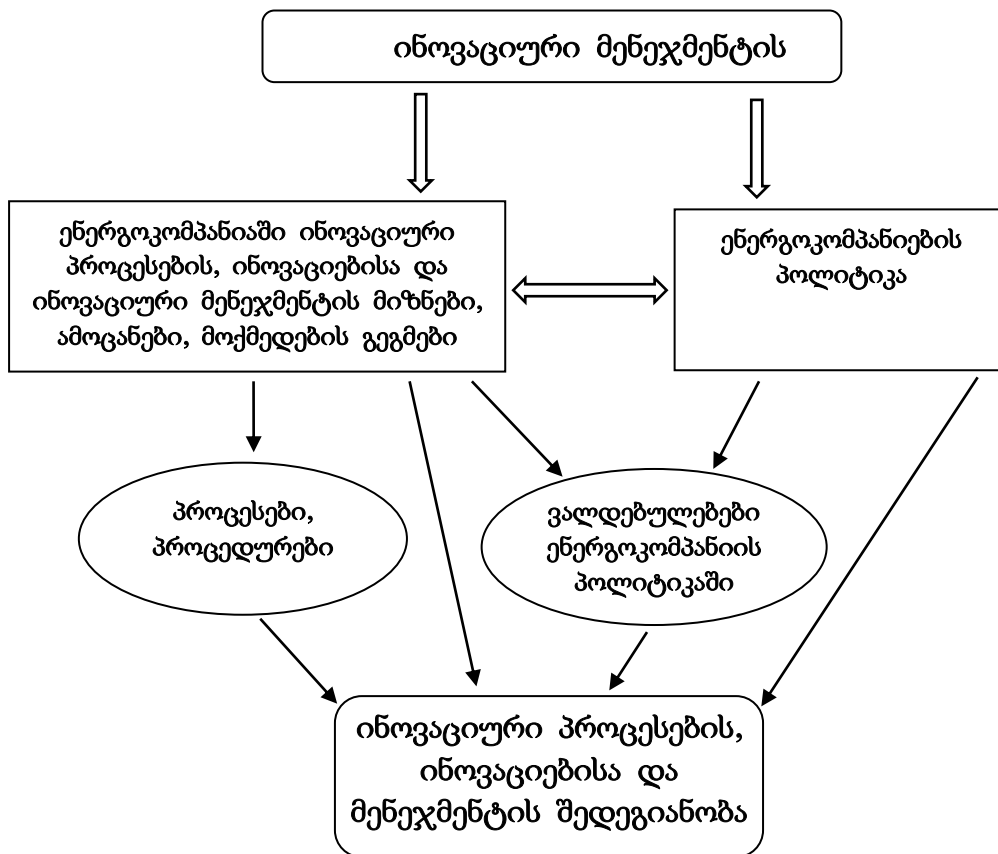 ინოვაციური მენეჯმენტის
ენერგოკომპანიაში ინოვაციური
პროცესების, ინოვაციებისა და
ინოვაციური მენეჯმენტის მიზნები,
ამოცანები, მოქმედების გეგმები
ენერგოკომპანიების
პოლიტიკა
პროცესები,
პროცედურები
ვალდებულებები
ენერგოკომპანიის
პოლიტიკაში
ინოვაციური პროცესების,
ინოვაციებისა და
მენეჯმენტის შედეგიანობა